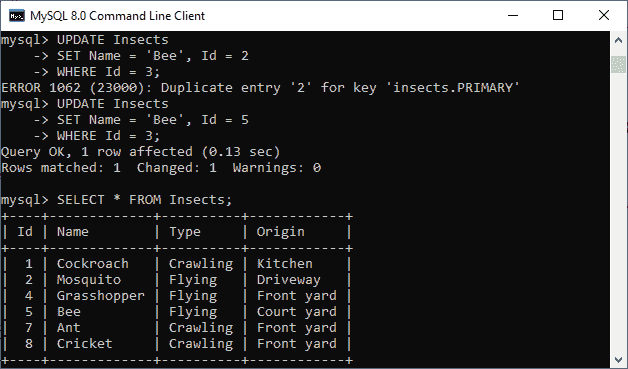 MySQL 8.0 Command Line Client
mysql> UPDATE Insects
    -> SET Name = 'Bee', Id = 2
    -> WHERE Id = 3;
ERROR 1062 (23000): Duplicate entry '2' for key 'insects.PRIMARY'
mysql> UPDATE Insects
    -> SET Name = 'Bee', Id = 5
    -> WHERE Id = 3;
Query OK, 1 row affected (0.13 sec)
Rows matched: 1  Changed: 1  Warnings: 0

mysql> SELECT * FROM Insects;
+----+-------------+----------+------------+
| Id | Name        | Type     | Origin     |
+----+-------------+----------+------------+
|  1 | Cockroach   | Crawling | Kitchen    |
|  2 | Mosquito    | Flying   | Driveway   |
|  4 | Grasshopper | Flying   | Front yard |
|  5 | Bee         | Flying   | Court yard |
|  7 | Ant         | Crawling | Front yard |
|  8 | Cricket     | Crawling | Front yard |
+----+-------------+----------+------------+